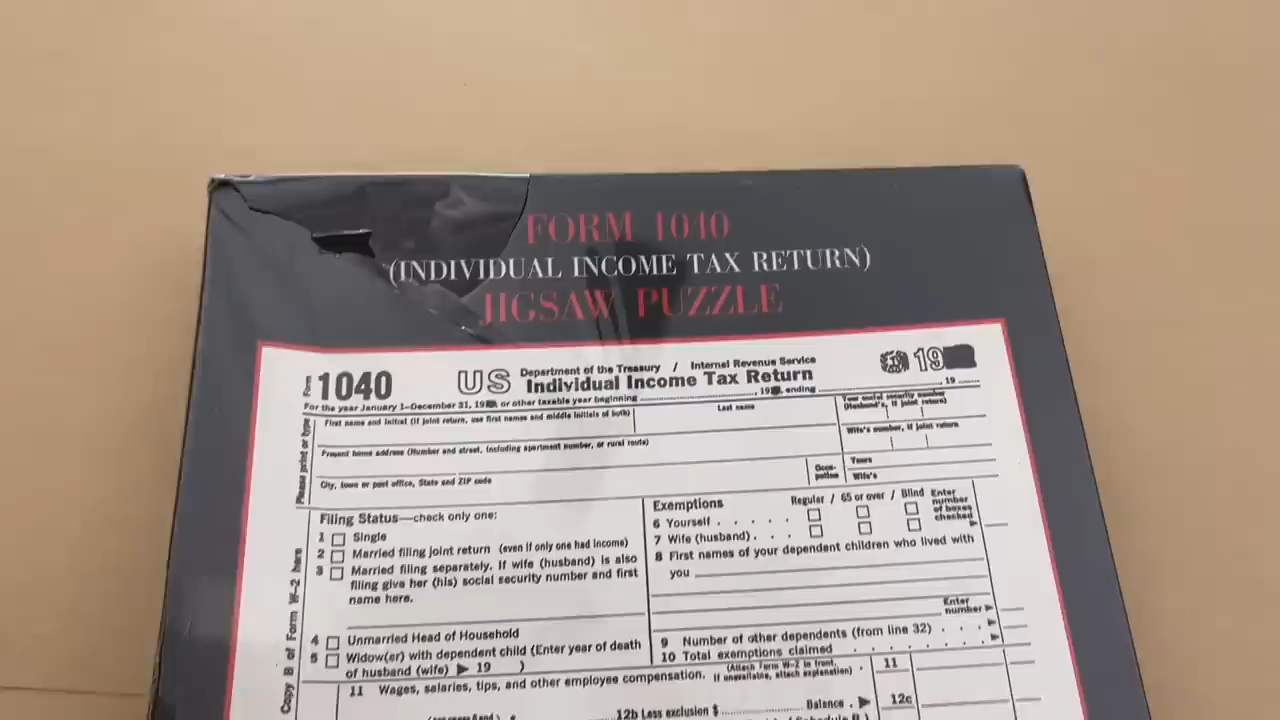 FORM 1040
(INDIVIDUAL INCOME TAX RETURN)
JIGSAW PUZZLE
Form 1040 US Department of the Treasury / Internal Revenue Service
Individual Income Tax Return 19
For the year January 1–December 31, 19 , or other taxable year beginning , 19 , ending , 19
Please print or type
First name and initial (If joint return, use first names and middle initials of both)
Last name
Your social security number
(Husband's, if joint return)
Wife's number, if joint return
Present home address (Number and street, including apartment number, or rural route)
City, town or post office, State and ZIP code
Occu-
pation
Yours
Wife's
Copy B of Form W-2 here
Filing Status—check only one:
1 Single
2 Married filing joint return (even if only one had income)
3 Married filing separately. If wife (husband) is also
filing give her (his) social security number and first
name here.
4 Unmarried Head of Household
5 Widow(er) with dependent child (Enter year of death
of husband (wife) ▶ 19 )
Exemptions Regular / 65 or over / Blind
Enter
number
of boxes
checked ▶
6 Yourself . . . . .
7 Wife (husband) . . .
8 First names of your dependent children who lived with
you
Enter
number ▶
9 Number of other dependents (from line 32) . . . . ▶
10 Total exemptions claimed . . . . . . . . ▶
11 Wages, salaries, tips, and other employee compensation. (Attach Form W-2 in front. If unavailable, attach explanation) . 11
12b Less exclusion $ Balance . ▶ 12c